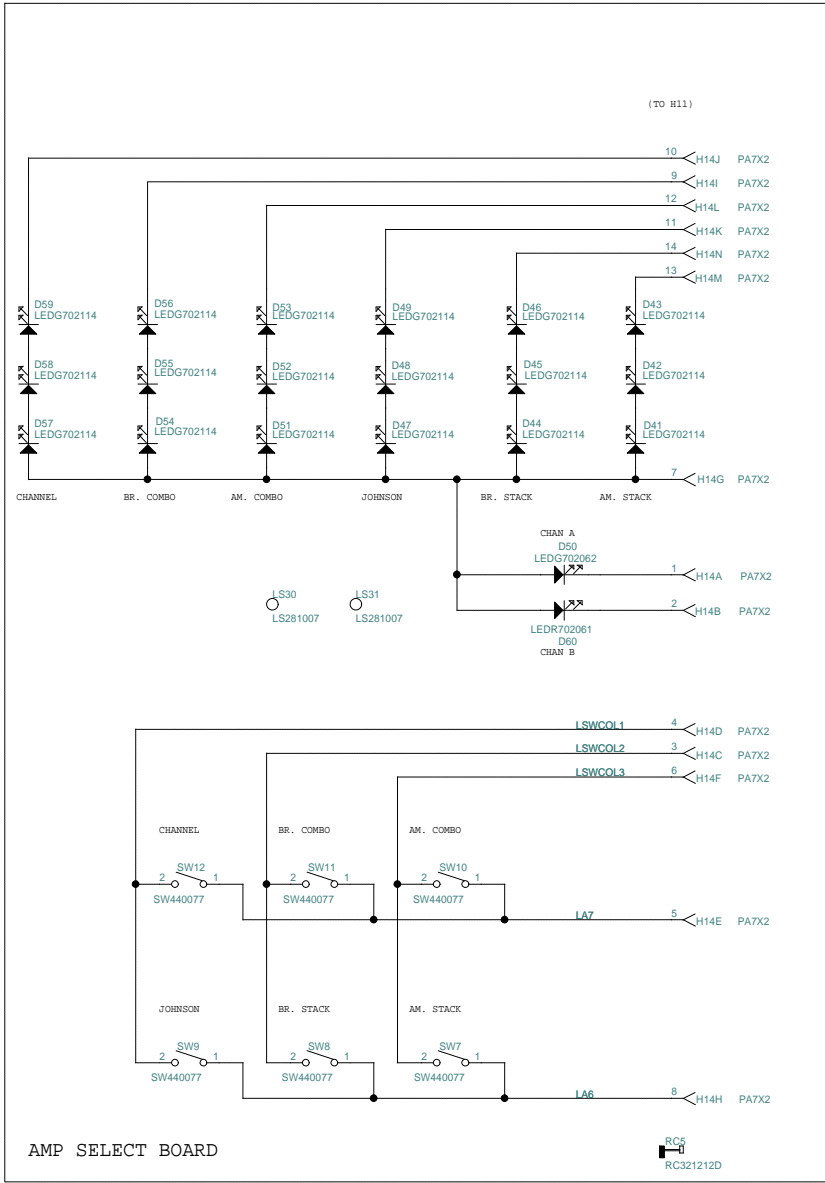 (TO H11)
10 H14J PA7X2
9 H14I PA7X2
12 H14L PA7X2
11 H14K PA7X2
14 H14N PA7X2
13 H14M PA7X2
D59 D56 D53 D49 D46 D43
LEDG702114 LEDG702114 LEDG702114 LEDG702114 LEDG702114 LEDG702114
D58 D55 D52 D48 D45 D42
LEDG702114 LEDG702114 LEDG702114 LEDG702114 LEDG702114 LEDG702114
D57 D54 D51 D47 D44 D41
LEDG702114 LEDG702114 LEDG702114 LEDG702114 LEDG702114 LEDG702114
7 H14G PA7X2
CHANNEL BR. COMBO AM. COMBO JOHNSON BR. STACK AM. STACK
CHAN A
D50
LEDG702062
1 H14A PA7X2
LS30 LS31
LS281007 LS281007
2 H14B PA7X2
LEDR702061
D60
CHAN B
LSWCOL1 4 H14D PA7X2
LSWCOL2 3 H14C PA7X2
LSWCOL3 6 H14F PA7X2
CHANNEL BR. COMBO AM. COMBO
SW12 SW11 SW10
2 1 2 1 2 1
SW440077 SW440077 SW440077
LA7 5 H14E PA7X2
JOHNSON BR. STACK AM. STACK
SW9 SW8 SW7
2 1 2 1 2 1
SW440077 SW440077 SW440077
LA6 8 H14H PA7X2
AMP SELECT BOARD
RC5
RC321212D